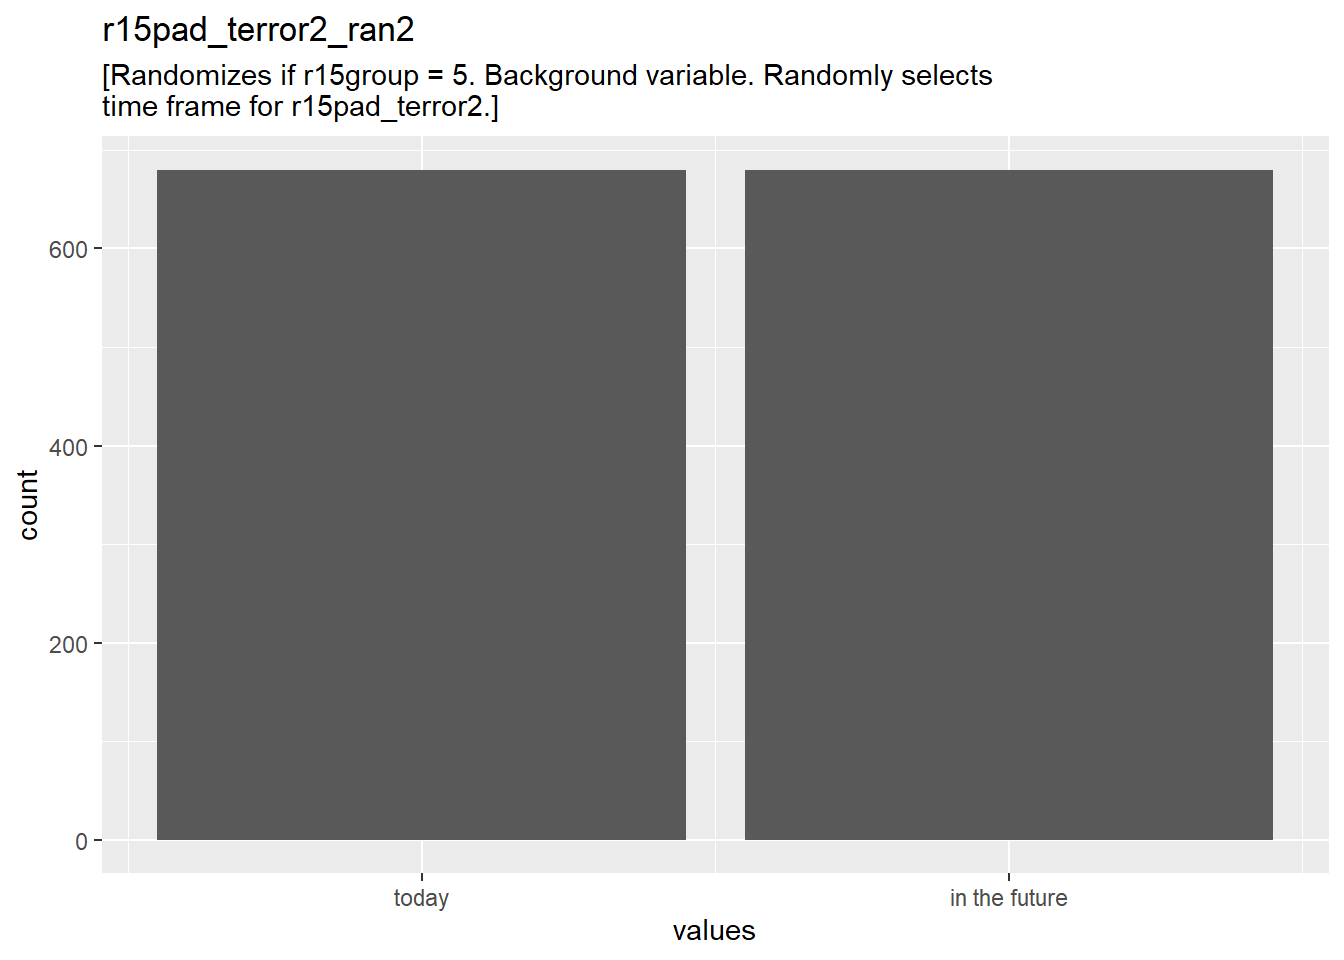 r15pad_terror2_ran2
[Randomizes if r15group = 5. Background variable. Randomly selects
time frame for r15pad_terror2.]
600
400
200
0
count
today
in the future
values